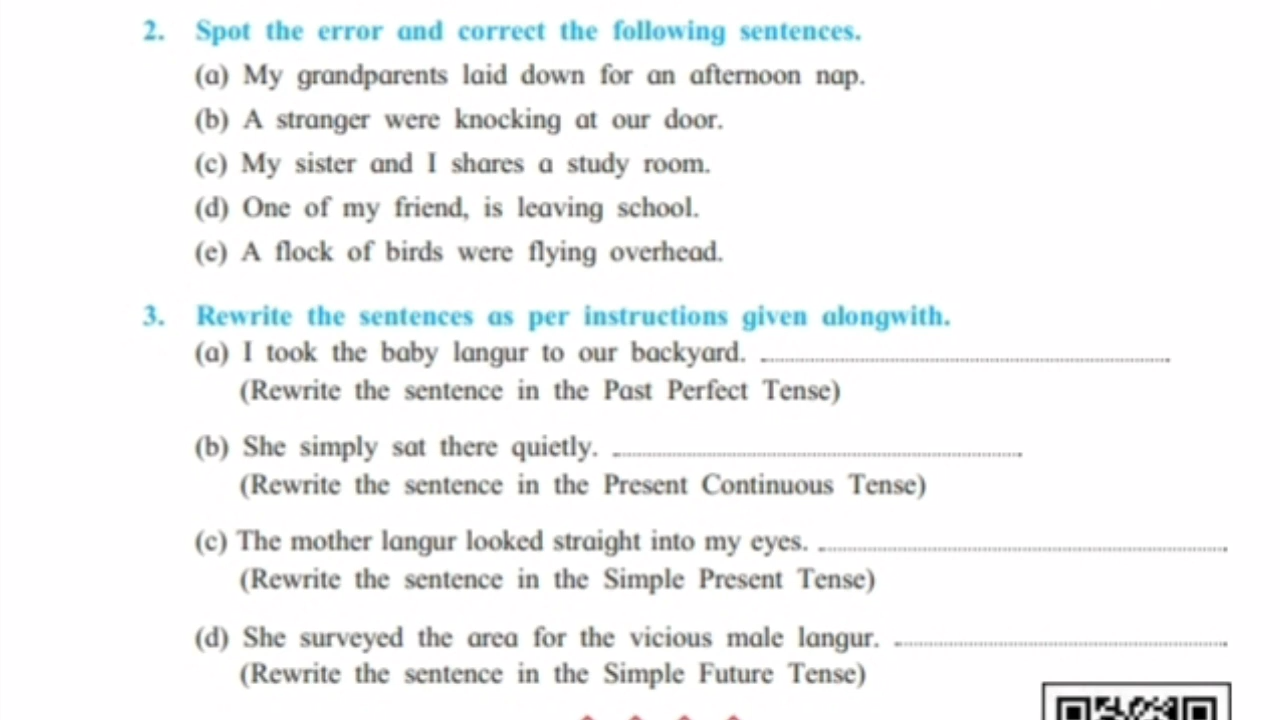 2. Spot the error and correct the following sentences.
(a) My grandparents laid down for an afternoon nap.
(b) A stranger were knocking at our door.
(c) My sister and I shares a study room.
(d) One of my friend, is leaving school.
(e) A flock of birds were flying overhead.
3. Rewrite the sentences as per instructions given alongwith.
(a) I took the baby langur to our backyard.
(Rewrite the sentence in the Past Perfect Tense)
(b) She simply sat there quietly.
(Rewrite the sentence in the Present Continuous Tense)
(c) The mother langur looked straight into my eyes.
(Rewrite the sentence in the Simple Present Tense)
(d) She surveyed the area for the vicious male langur.
(Rewrite the sentence in the Simple Future Tense)